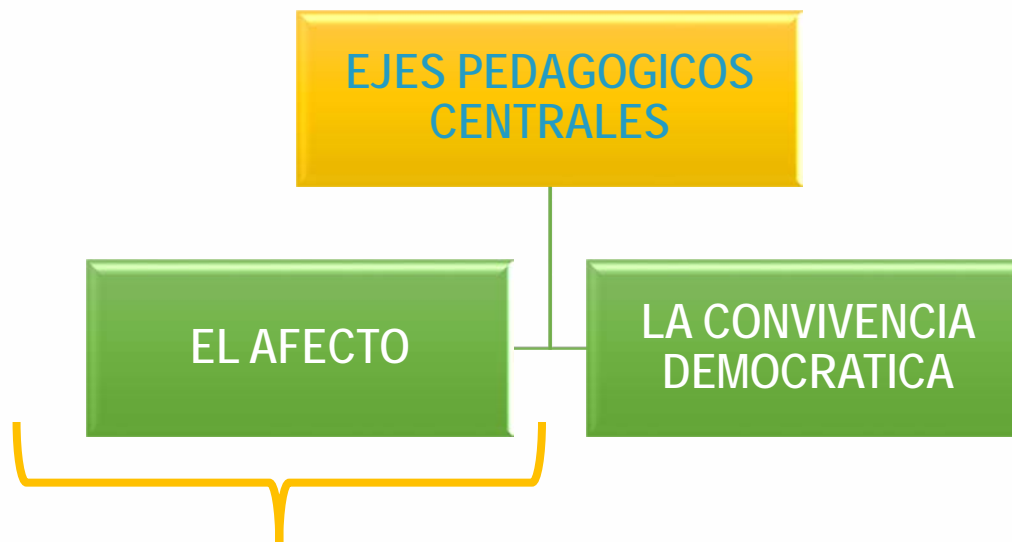 EJES PEDAGOGICOS
CENTRALES
EL AFECTO
LA CONVIVENCIA
DEMOCRATICA